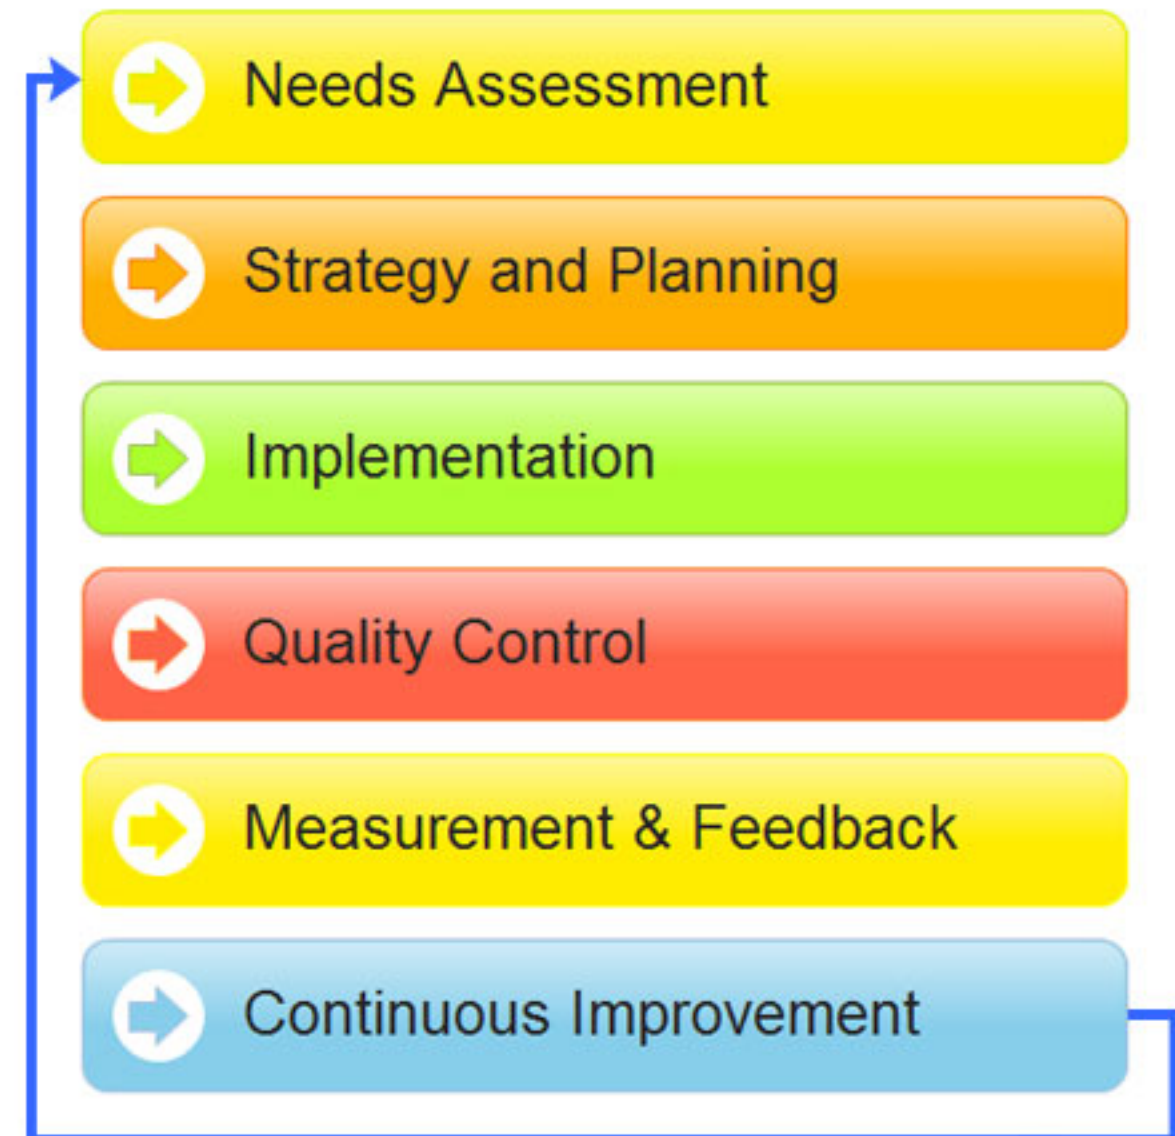 Needs Assessment
Strategy and Planning
Implementation
Quality Control
Measurement & Feedback
Continuous Improvement